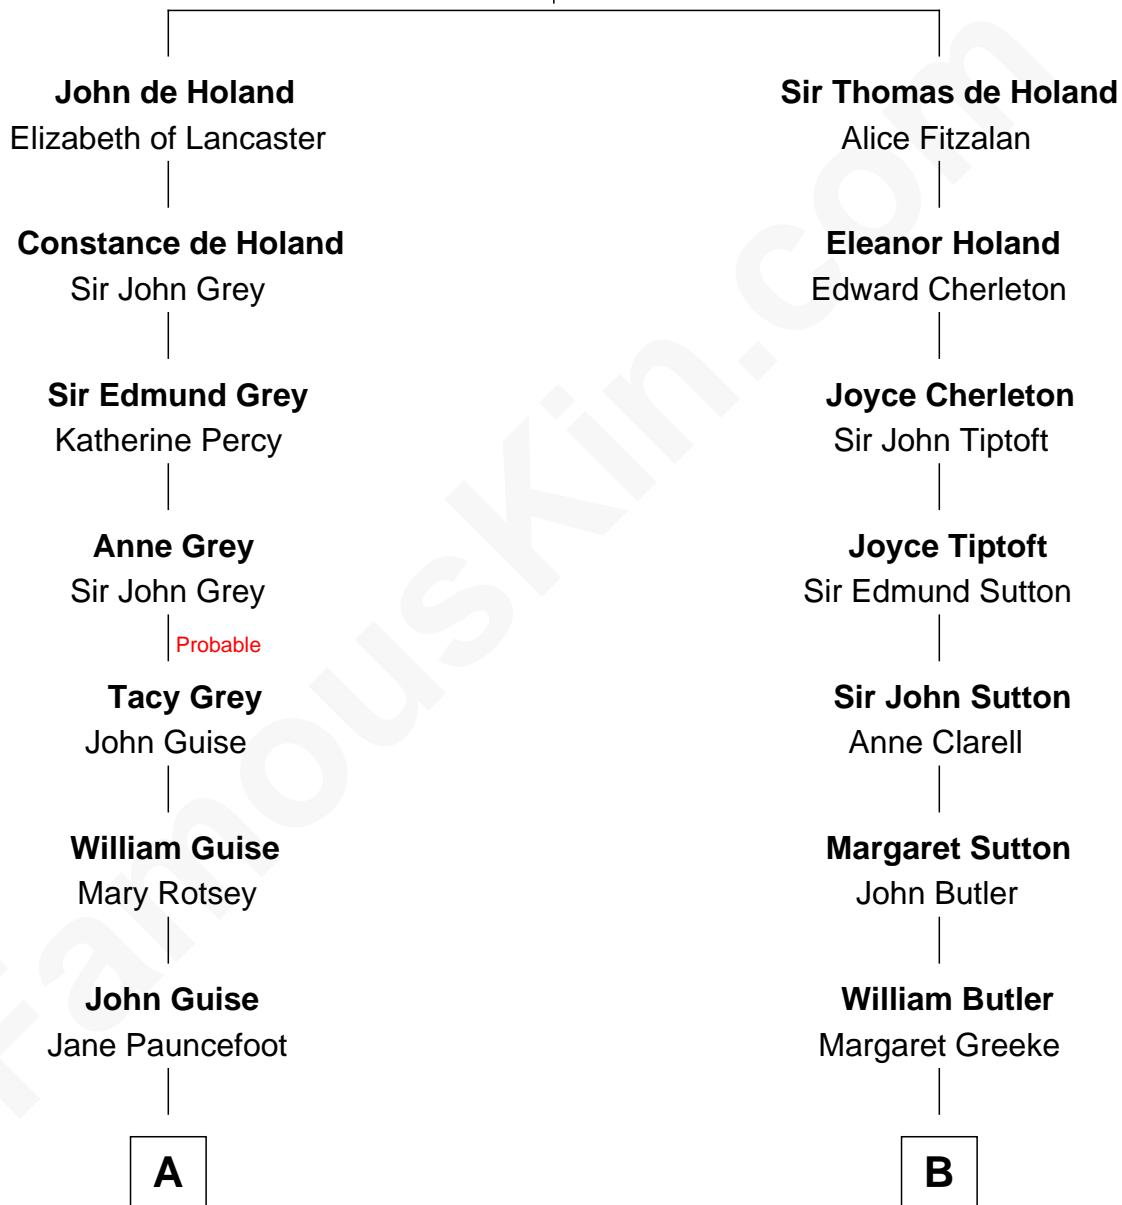 John de Holand
Elizabeth of Lancaster
Constance de Holand
Sir John Grey
Sir Edmund Grey
Katherine Percy
Anne Grey
Sir John Grey
Probable
Tacy Grey
John Guise
William Guise
Mary Rotsey
John Guise
Jane Pauncefoot
A
Sir Thomas de Holand
Alice Fitzalan
Eleanor Holand
Edward Cherleton
Joyce Cherleton
Sir John Tiptoft
Joyce Tiptoft
Sir Edmund Sutton
Sir John Sutton
Anne Clarell
Margaret Sutton
John Butler
William Butler
Margaret Greeke
B
FamousKin.com